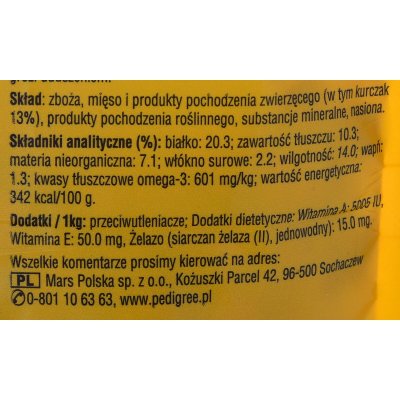 Skład: zboża, mięso i produkty pochodzenia zwierzęcego (w tym kurczak
13%), produkty pochodzenia roślinnego, substancje mineralne, nasiona.
Składniki analityczne (%): białko: 20.3; zawartość tłuszczu: 10.3;
materia nieorganiczna: 7.1; włókno surowe: 2.2; wilgotność: 14.0; wapń:
1.3; kwasy tłuszczowe omega-3: 601 mg/kg; wartość energetyczna:
342 kcal/100 g.
Dodatki / 1kg: przeciwutleniacze; Dodatki dietetyczne: Witamina A: 5005 IU,
Witamina E: 50.0 mg, Żelazo (siarczan żelaza (II), jednowodny): 15.0 mg.
Wszelkie komentarze prosimy kierować na adres:
PL Mars Polska sp. z o.o., Kożuszki Parcel 42, 96-500 Sochaczew
0-801 10 63 63, www.pedigree.pl